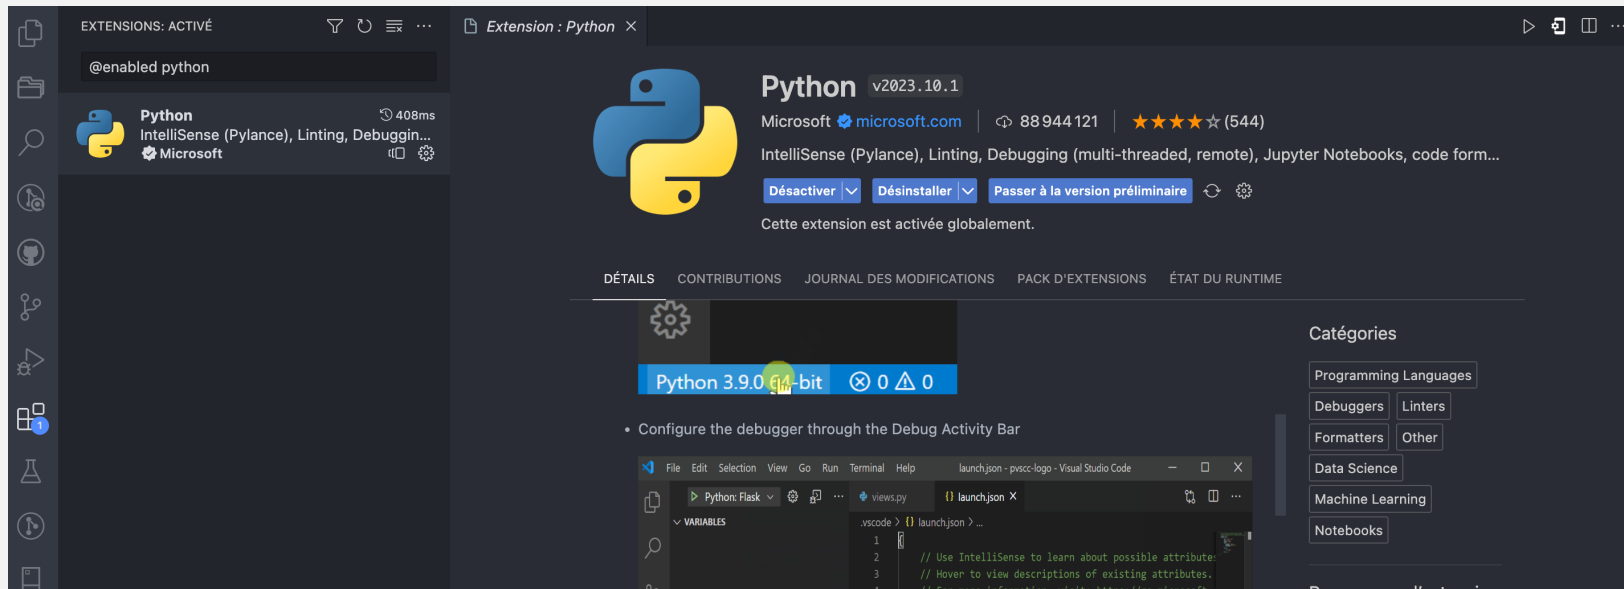 EXTENSIONS: ACTIVÉ
@enabled python
Python 408ms
IntelliSense (Pylance), Linting, Debuggin...
Microsoft
1
Extension : Python
Python v2023.10.1
Microsoft microsoft.com 88 944 121 (544)
IntelliSense (Pylance), Linting, Debugging (multi-threaded, remote), Jupyter Notebooks, code form...
Désactiver Désinstaller Passer à la version préliminaire
Cette extension est activée globalement.
DÉTAILS CONTRIBUTIONS JOURNAL DES MODIFICATIONS PACK D'EXTENSIONS ÉTAT DU RUNTIME
Python 3.9.0 64-bit 0 0
• Configure the debugger through the Debug Activity Bar
File Edit Selection View Go Run Terminal Help launch.json - pvscc-logo - Visual Studio Code
Python: Flask views.py {} launch.json
VARIABLES
.vscode > {} launch.json > ...
1 {
2 // Use IntelliSense to learn about possible attributes
3 // Hover to view descriptions of existing attributes.
Catégories
Programming Languages
Debuggers Linters
Formatters Other
Data Science
Machine Learning
Notebooks